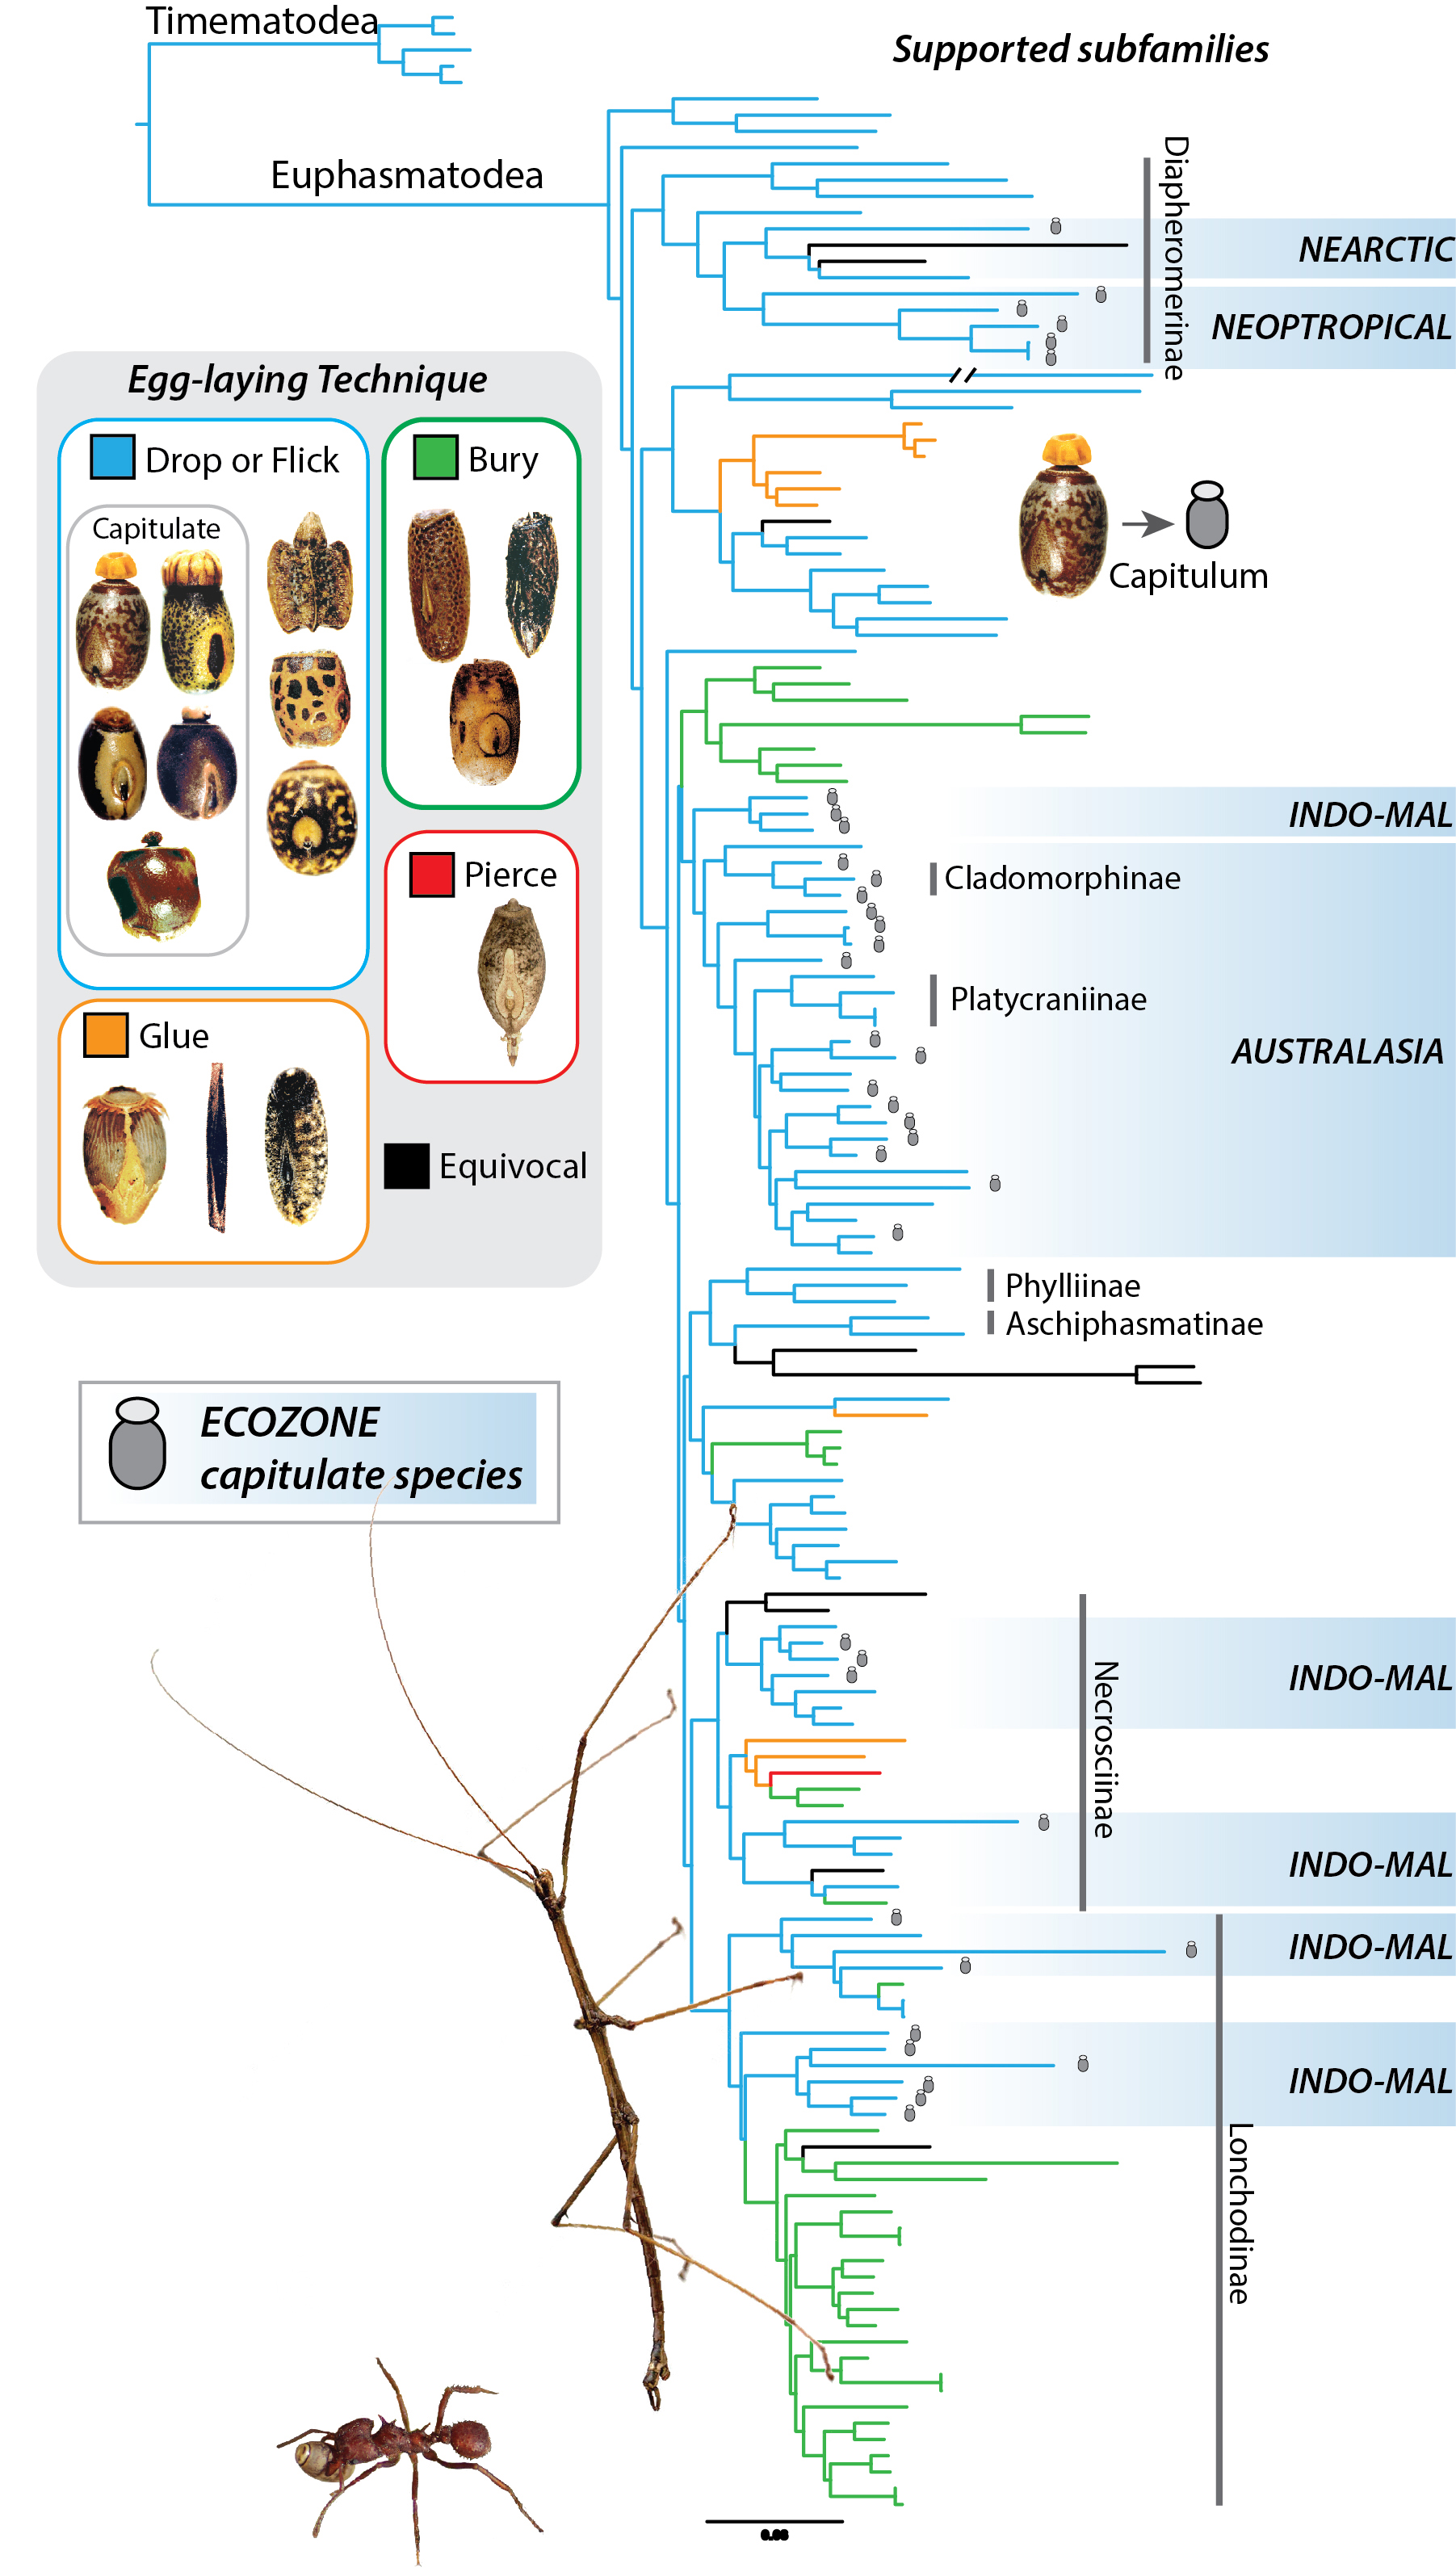 Timematodea
Supported subfamilies
Euphasmatodea
Diapheromerinae
NEARCTIC
NEOPTROPICAL
Egg-laying Technique
Drop or Flick
Bury
Capitulate
Capitulum
INDO-MAL
Pierce
Cladomorphinae
Platycraniinae
Glue
AUSTRALASIA
Equivocal
Phylliinae
Aschiphasmatinae
ECOZONE
capitulate species
Necrosciinae
INDO-MAL
INDO-MAL
INDO-MAL
INDO-MAL
Lonchodinae